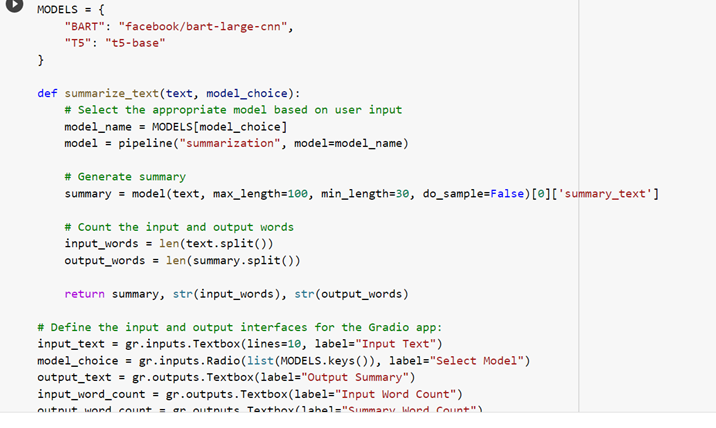 MODELS = {
    "BART": "facebook/bart-large-cnn",
    "T5": "t5-base"
}
def summarize_text(text, model_choice):
    # Select the appropriate model based on user input
    model_name = MODELS[model_choice]
    model = pipeline("summarization", model=model_name)
    # Generate summary
    summary = model(text, max_length=100, min_length=30, do_sample=False)[0]['summary_text']
    # Count the input and output words
    input_words = len(text.split())
    output_words = len(summary.split())
    return summary, str(input_words), str(output_words)
# Define the input and output interfaces for the Gradio app:
input_text = gr.inputs.Textbox(lines=10, label="Input Text")
model_choice = gr.inputs.Radio(list(MODELS.keys()), label="Select Model")
output_text = gr.outputs.Textbox(label="Output Summary")
input_word_count = gr.outputs.Textbox(label="Input Word Count")
output_word_count = gr.outputs.Textbox(label="Summary Word Count")